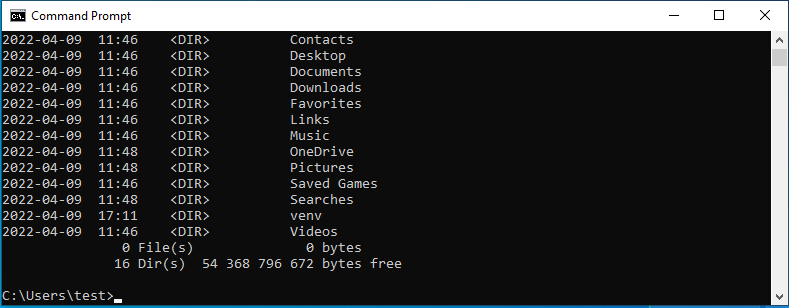 Command Prompt
2022-04-09  11:46    <DIR>          Contacts
2022-04-09  11:46    <DIR>          Desktop
2022-04-09  11:46    <DIR>          Documents
2022-04-09  11:46    <DIR>          Downloads
2022-04-09  11:46    <DIR>          Favorites
2022-04-09  11:46    <DIR>          Links
2022-04-09  11:46    <DIR>          Music
2022-04-09  11:48    <DIR>          OneDrive
2022-04-09  11:48    <DIR>          Pictures
2022-04-09  11:46    <DIR>          Saved Games
2022-04-09  11:48    <DIR>          Searches
2022-04-09  17:11    <DIR>          venv
2022-04-09  11:46    <DIR>          Videos
               0 File(s)              0 bytes
              16 Dir(s)  54 368 796 672 bytes free
C:\Users\test>